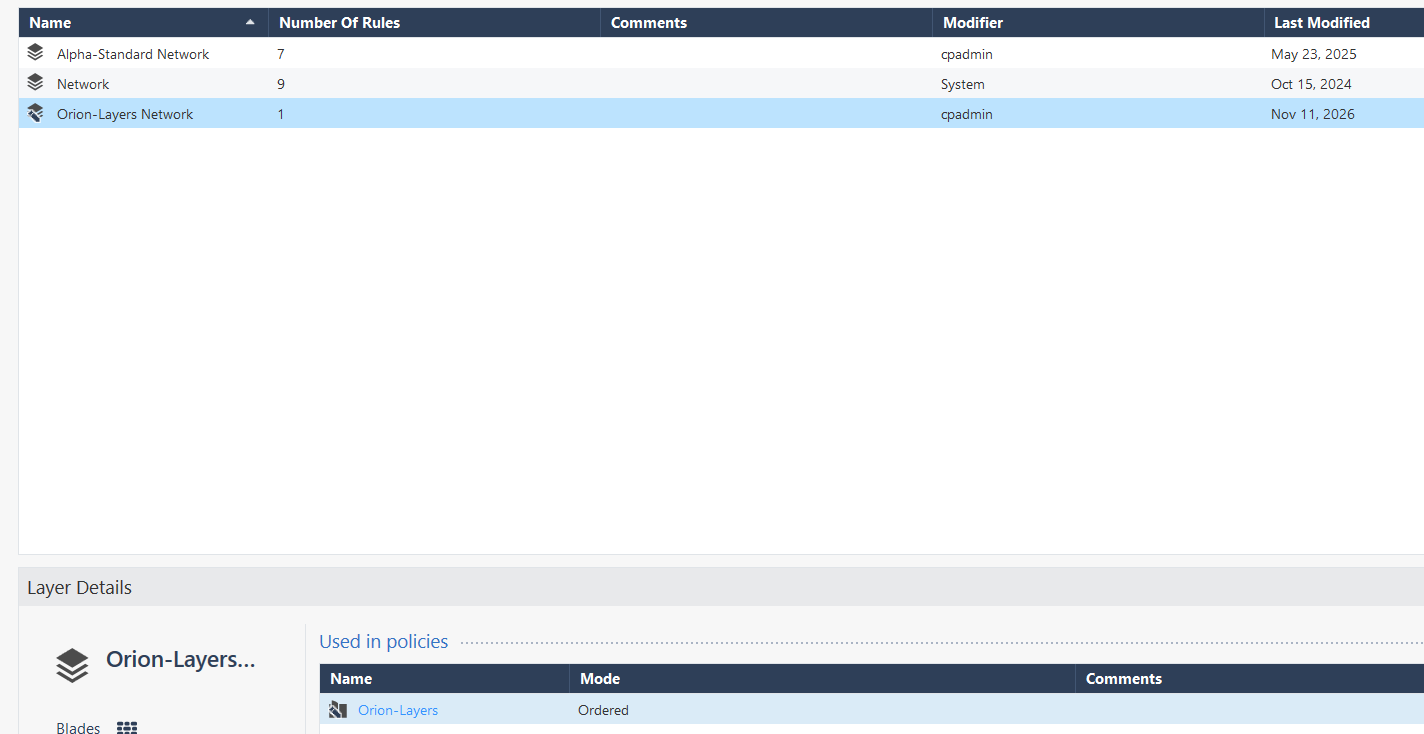 Name Number Of Rules Comments Modifier Last Modified
Alpha-Standard Network 7 cpadmin May 23, 2025
Network 9 System Oct 15, 2024
Orion-Layers Network 1 cpadmin Nov 11, 2026
Layer Details
Orion-Layers...
Blades
Used in policies
Name Mode Comments
Orion-Layers Ordered